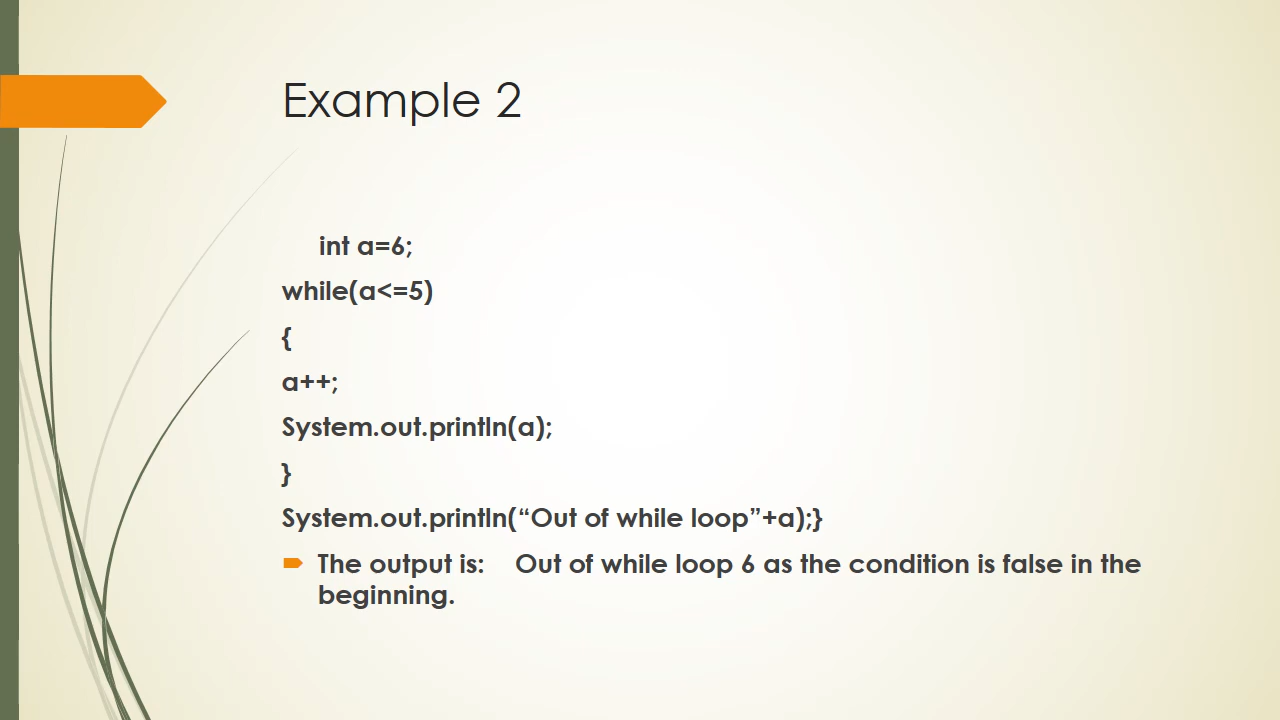 Example 2
int a=6;
while(a<=5)
{
a++;
System.out.println(a);
}
System.out.println(“Out of while loop”+a);}
The output is: Out of while loop 6 as the condition is false in the
beginning.